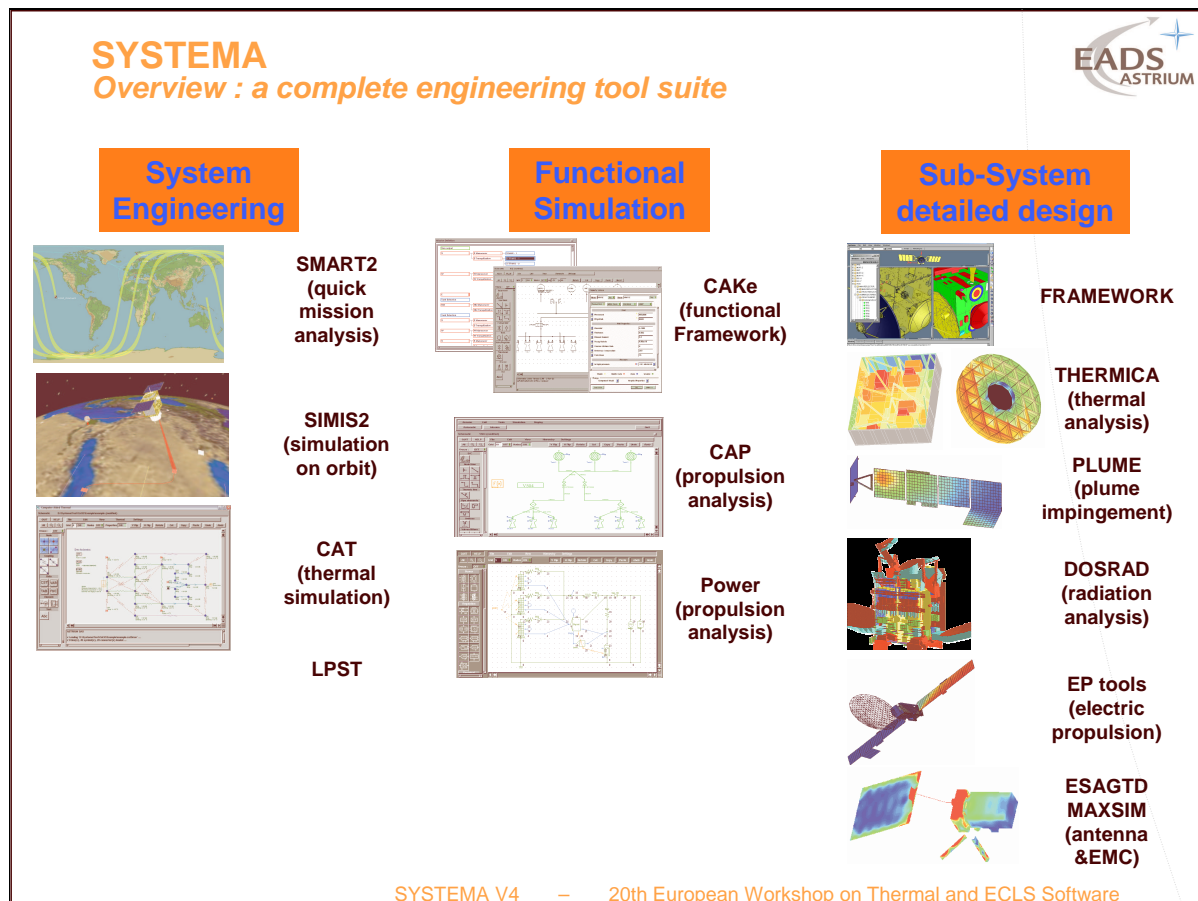 SYSTEMA
Overview : a complete engineering tool suite
EADS
ASTRIUM
System
Engineering
SMART2
(quick
mission
analysis)
SIMIS2
(simulation
on orbit)
CAT
(thermal
simulation)
LPST
Functional
Simulation
CAKe
(functional
Framework)
CAP
(propulsion
analysis)
Power
(propulsion
analysis)
Sub-System
detailed design
FRAMEWORK
THERMICA
(thermal
analysis)
PLUME
(plume
impingement)
DOSRAD
(radiation
analysis)
EP tools
(electric
propulsion)
ESAGTD
MAXSIM
(antenna
&EMC)
SYSTEMA V4 – 20th European Workshop on Thermal and ECLS Software